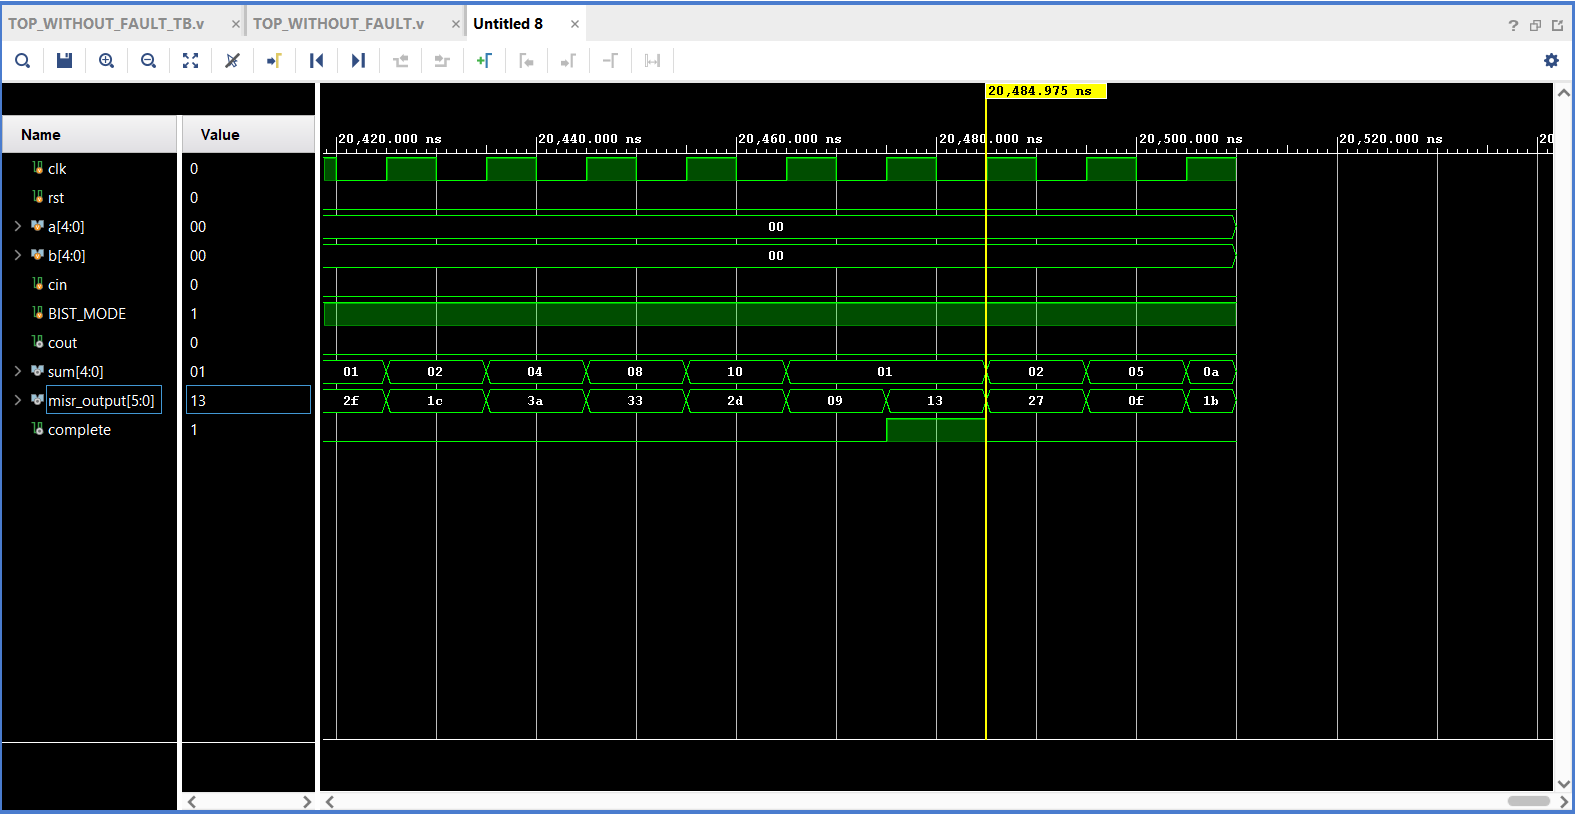 TOP_WITHOUT_FAULT_TB.v × TOP_WITHOUT_FAULT.v × Untitled 8 ×
?
20,484.975 ns
Name Value
20,420.000 ns 20,440.000 ns 20,460.000 ns 20,480.000 ns 20,500.000 ns 20,520.000 ns 20
clk 0
rst 0
a[4:0] 00 00
b[4:0] 00 00
cin 0
BIST_MODE 1
cout 0
sum[4:0] 01 01 02 04 08 10 01 02 05 0a
misr_output[5:0] 13 2f 1c 3a 33 2d 09 13 27 0f 1b
complete 1